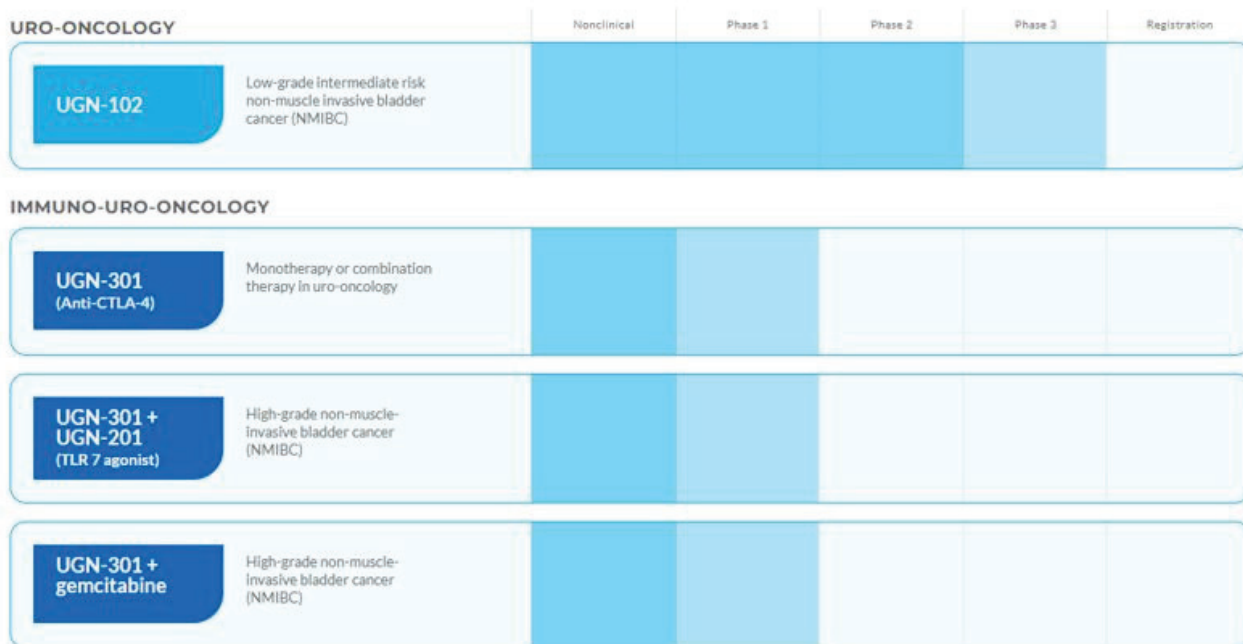 URO-ONCOLOGY
Nonclinical
Phase 1
Phase 2
Phase 3
Registration
UGN-102
Low-grade intermediate risk
non-muscle invasive bladder
cancer (NMIBC)
IMMUNO-URO-ONCOLOGY
UGN-301
(Anti-CTLA-4)
Monotherapy or combination
therapy in uro-oncology
UGN-301 +
UGN-201
(TLR 7 agonist)
High-grade non-muscle-
invasive bladder cancer
(NMIBC)
UGN-301 +
gemcitabine
High-grade non-muscle-
invasive bladder cancer
(NMIBC)